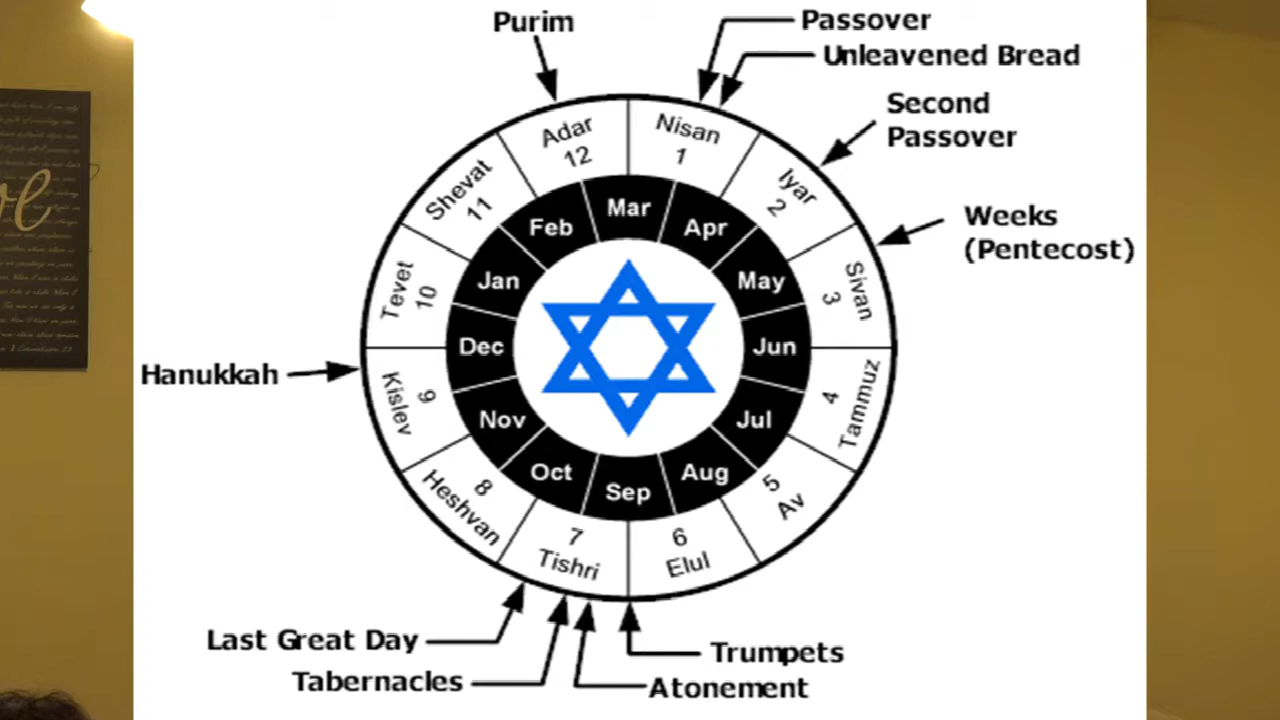 Purim
Passover
Unleavened Bread
Second
Passover
Weeks
(Pentecost)
Adar
12
Nisan
1
Iyar
2
Sivan
3
Tammuz
4
Av
5
Elul
6
Tishri
7
Heshvan
8
Kislev
9
Tevet
10
Shevat
11
Mar
Apr
May
Jun
Jul
Aug
Sep
Oct
Nov
Dec
Jan
Feb
Hanukkah
Last Great Day
Tabernacles
Trumpets
Atonement